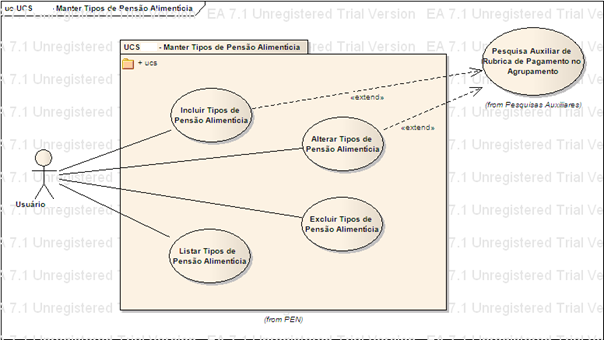 uc UCS - Manter Tipos de Pensão Alimentícia
EA 7.1 Unregistered Trial Version EA 7.1 Unregistered Trial Version
UCS - Manter Tipos de Pensão Alimentícia
+ ucs
Pesquisa Auxiliar de
Rubrica de Pagamento no
Agrupamento
(from Pesquisas Auxiliares)
Incluir Tipos de
Pensão Alimentícia
«extend»
«extend»
Alterar Tipos de
Pensão Alimentícia
Usuário
Excluir Tipos de
Pensão Alimentícia
Listar Tipos de
Pensão Alimentícia
(from PEN)